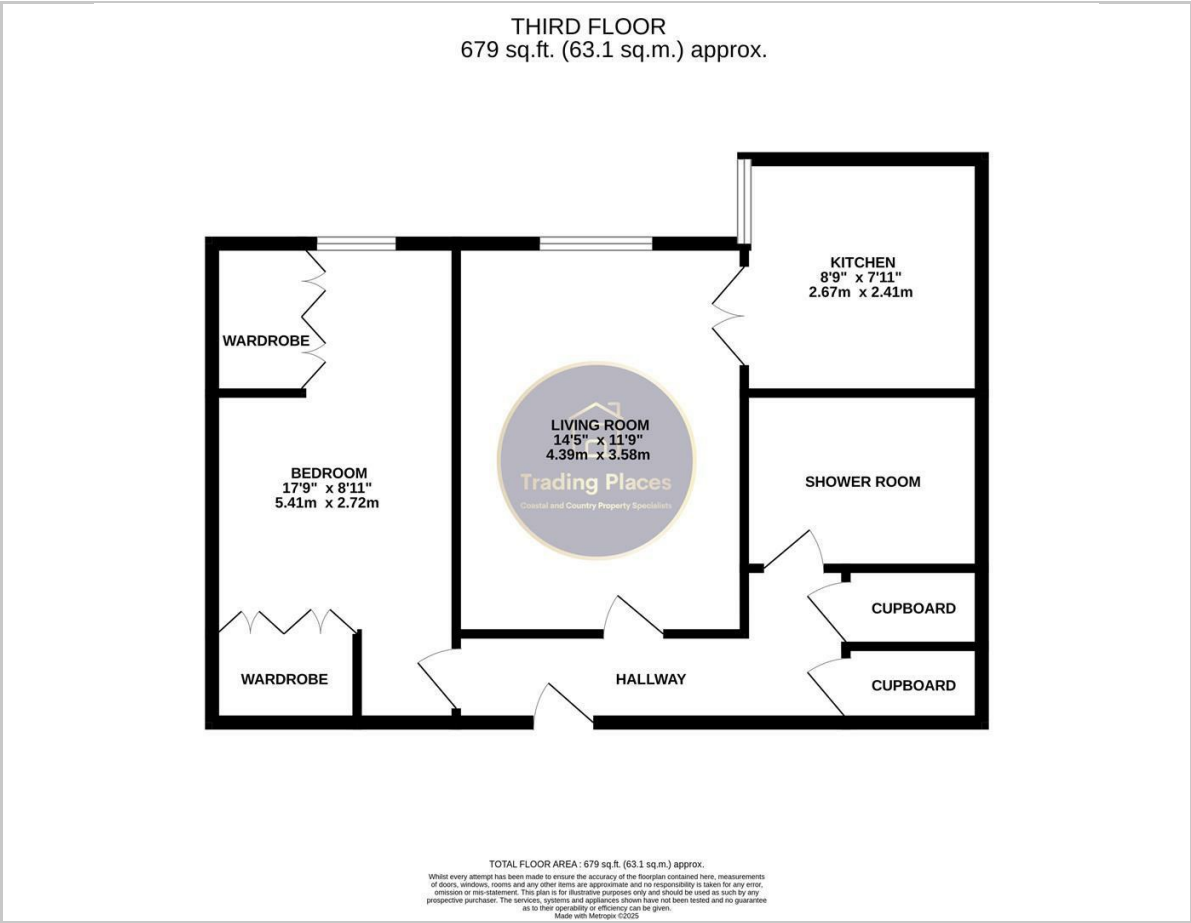 THIRD FLOOR
679 sq.ft. (63.1 sq.m.) approx.
KITCHEN
8'9" x 7'11"
2.67m x 2.41m
WARDROBE
LIVING ROOM
14'5" x 11'9"
4.39m x 3.58m
Trading Places
Coastal and Country Property Specialists
BEDROOM
17'9" x 8'11"
5.41m x 2.72m
SHOWER ROOM
CUPBOARD
WARDROBE
HALLWAY
CUPBOARD
TOTAL FLOOR AREA : 679 sq.ft. (63.1 sq.m.) approx.
Whilst every attempt has been made to ensure the accuracy of the floorplan contained here, measurements
of doors, windows, rooms and any other items are approximate and no responsibility is taken for any error,
omission or mis-statement. This plan is for illustrative purposes only and should be used as such by any
prospective purchaser. The services, systems and appliances shown have not been tested and no guarantee
as to their operability or efficiency can be given.
Made with Metropix ©2025